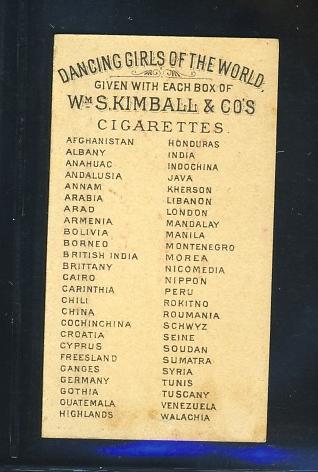 DANCING GIRLS OF THE WORLD,
GIVEN WITH EACH BOX OF
WM S. KIMBALL & CO'S
CIGARETTES.
AFGHANISTAN
ALBANY
ANAHUAC
ANDALUSIA
ANNAM
ARABIA
ARAD
ARMENIA
BOLIVIA
BORNEO
BRITISH INDIA
BRITTANY
CAIRO
CARINTHIA
CHILI
CHINA
COCHINCHINA
CROATIA
CYPRUS
FREESLAND
GANGES
GERMANY
GOTHIA
GUATEMALA
HIGHLANDS
HONDURAS
INDIA
INDOCHINA
JAVA
KHERSON
LIBANON
LONDON
MANDALAY
MANILA
MONTENEGRO
MOREA
NICOMEDIA
NIPPON
PERU
ROKITNO
ROUMANIA
SCHWYZ
SEINE
SOUDAN
SUMATRA
SYRIA
TUNIS
TUSCANY
VENEZUELA
WALACHIA